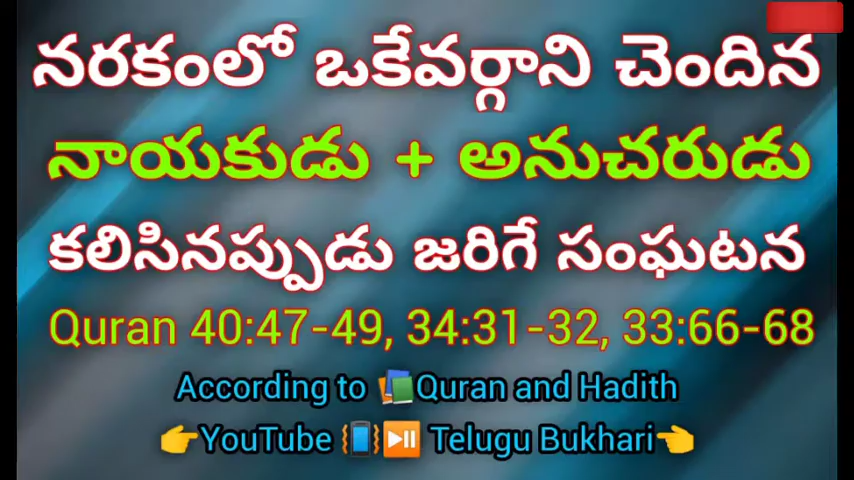 నరకంలో ఒకేవర్గాని చెందిన
నాయకుడు + అనుచరుడు
కలిసినప్పుడు జరిగే సంఘటన
Quran 40:47-49, 34:31-32, 33:66-68
According to 📚Quran and Hadith
👉YouTube 📳⏯️ Telugu Bukhari👈